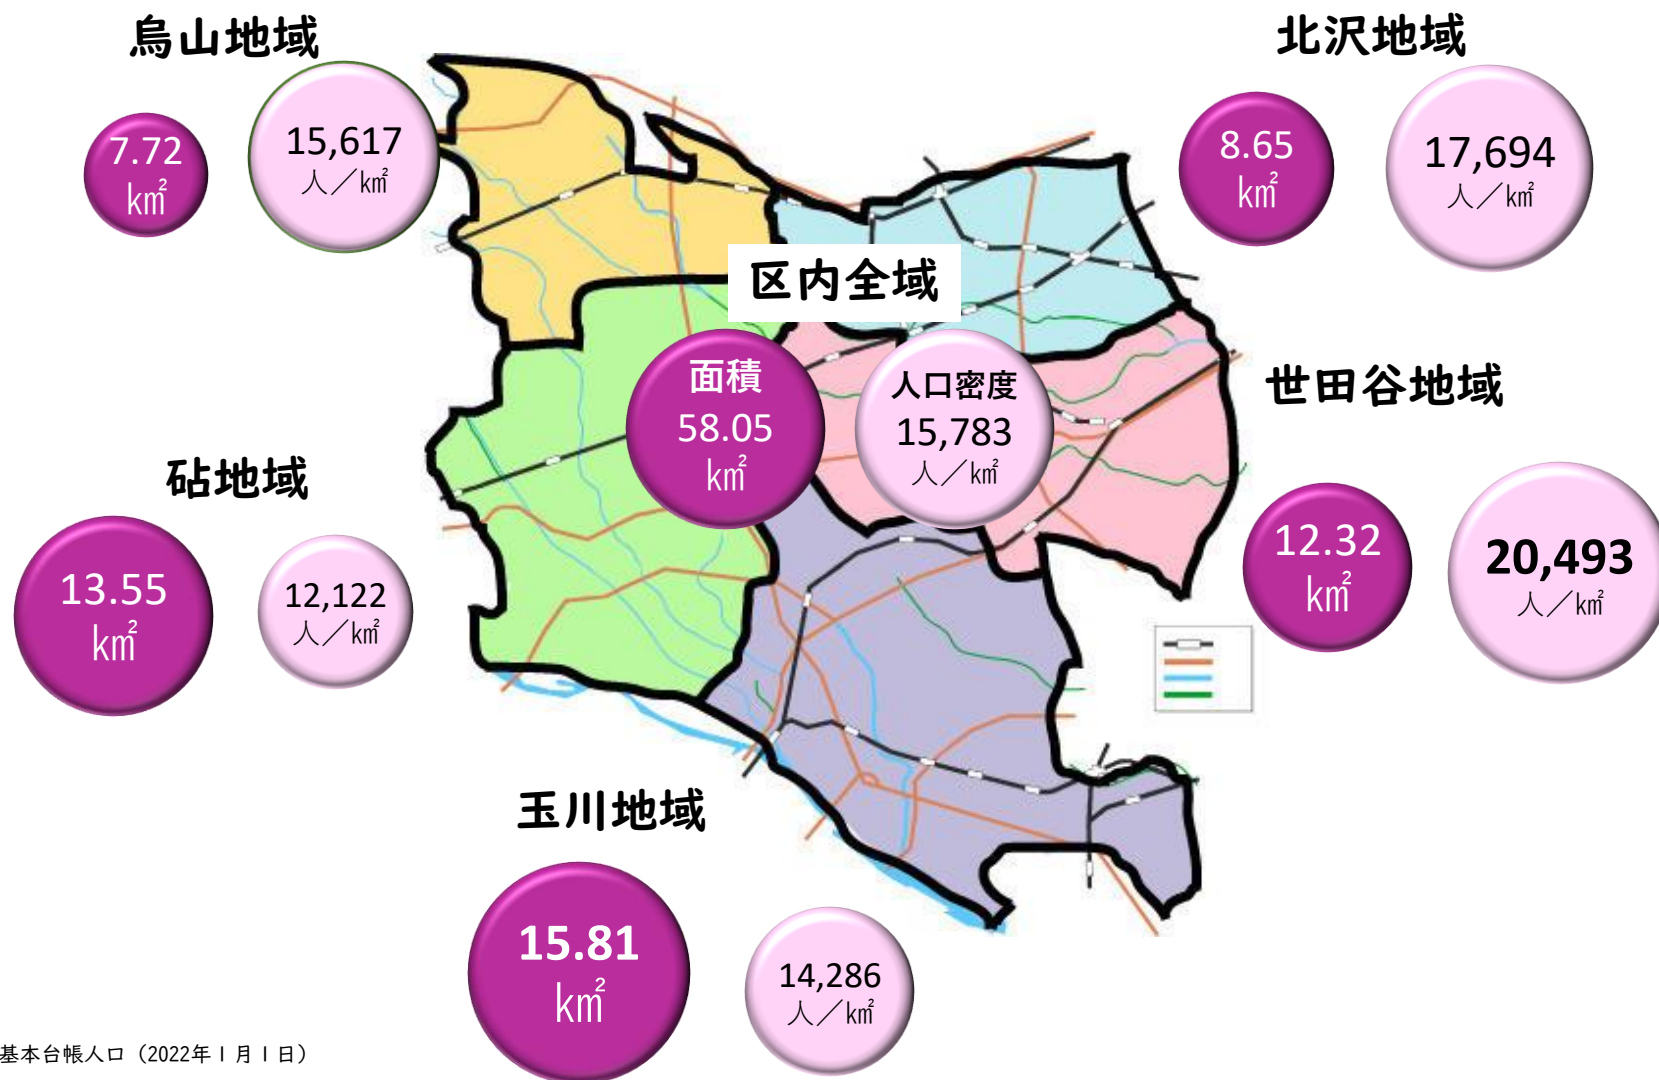 烏山地域
7.72
k㎡
15,617
人／k㎡
北沢地域
8.65
k㎡
17,694
人／k㎡
区内全域
面積
58.05
k㎡
人口密度
15,783
人／k㎡
世田谷地域
12.32
k㎡
20,493
人／k㎡
砧地域
13.55
k㎡
12,122
人／k㎡
玉川地域
15.81
k㎡
14,286
人／k㎡
基本台帳人口（2022年1月1日）